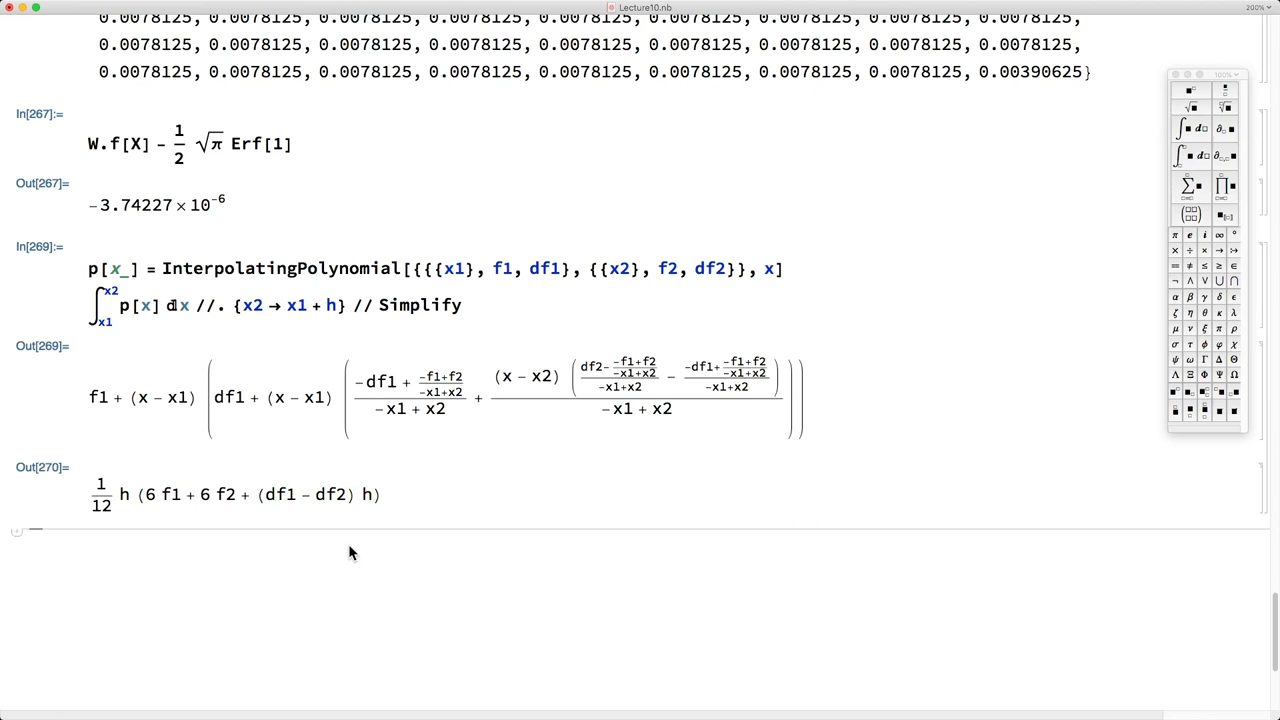 Lecture10.nb
200%
0.0078125, 0.0078125, 0.0078125, 0.0078125, 0.0078125, 0.0078125, 0.0078125, 0.0078125, 0.0078125,
0.0078125, 0.0078125, 0.0078125, 0.0078125, 0.0078125, 0.0078125, 0.0078125, 0.0078125, 0.0078125,
0.0078125, 0.0078125, 0.0078125, 0.0078125, 0.0078125, 0.0078125, 0.0078125, 0.0078125, 0.00390625}
100%
In[267]:=
W.f[X] - 1/2 √π Erf[1]
Out[267]=
-3.74227 × 10^-6
In[269]:=
p[x_] = InterpolatingPolynomial[{{{x1}, f1, df1}, {{x2}, f2, df2}}, x]
∫_x1^x2 p[x] dx //. {x2 → x1 + h} // Simplify
Out[269]=
f1 + (x - x1) (df1 + (x - x1) ((-df1 + (-f1+f2)/(-x1+x2))/(-x1 + x2) + ((x - x2) ((df2 - (-f1+f2)/(-x1+x2))/(-x1+x2) - (-df1 + (-f1+f2)/(-x1+x2))/(-x1+x2)))/(-x1 + x2)))
Out[270]=
1/12 h (6 f1 + 6 f2 + (df1 - df2) h)
π e i ∞ °
× ÷ × → ⧴
== ≠ ≤ ≥ ∈
¬ ∧ ∨ ∪ ∩
α β γ δ ε
ζ η θ κ λ
μ ν ξ π ρ
σ τ φ χ
ψ ω Γ Δ Θ
Λ Ξ Φ Ψ Ω